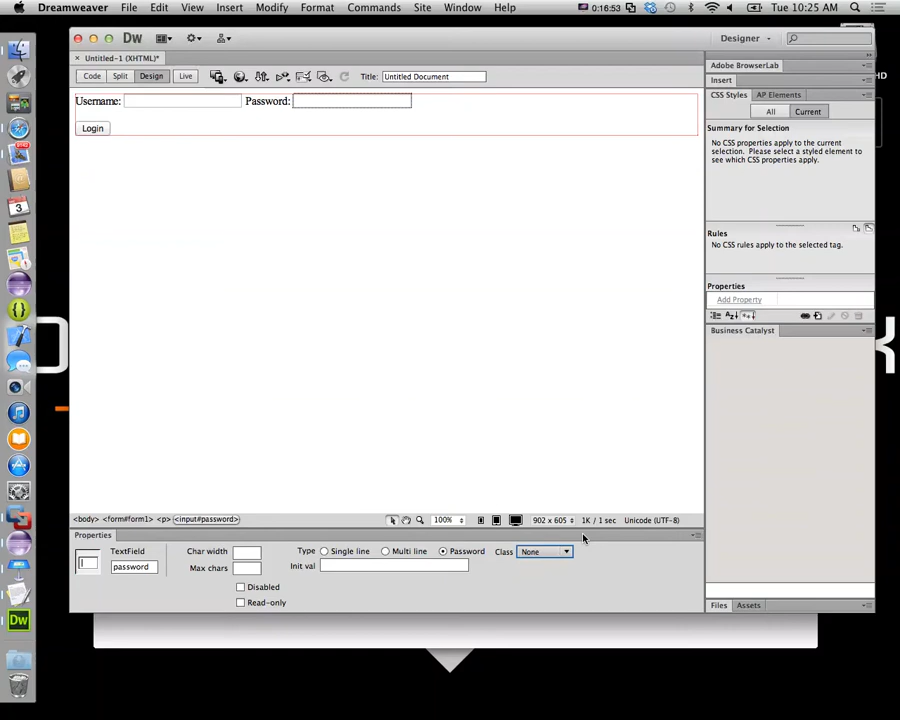 Dreamweaver File Edit View Insert Modify Format Commands Site Window Help 0:16:53 Tue 10:25 AM
Dw Designer
Untitled-1 (XHTML)*
Code Split Design Live Title: Untitled Document
Username: Password:
Login
Adobe BrowserLab
Insert
CSS Styles AP Elements
All Current
Summary for Selection
No CSS properties apply to the current
selection. Please select a styled element to
see which CSS properties apply.
Rules
No CSS rules apply to the selected tag.
Properties
Add Property
Business Catalyst
<body> <form#form1> <p> <input#password> 100% 902 x 605 1K / 1 sec Unicode (UTF-8)
Properties
TextField Char width Type Single line Multi line Password Class None
password Max chars Init val
Disabled
Read-only
Files Assets
HD
3
Dw